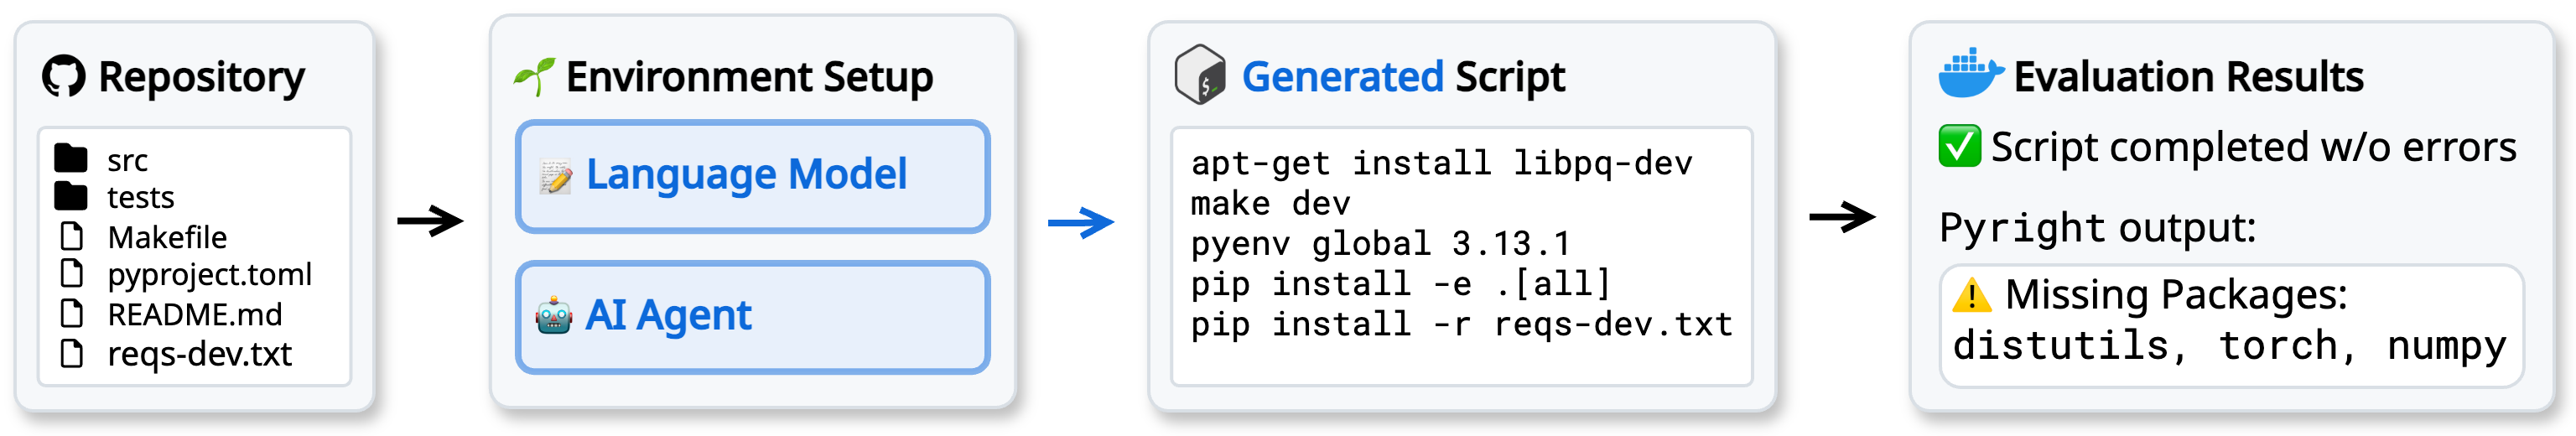 Repository
src
tests
Makefile
pyproject.toml
README.md
reqs-dev.txt
Environment Setup
Language Model
AI Agent
Generated Script
apt-get install libpq-dev
make dev
pyenv global 3.13.1
pip install -e .[all]
pip install -r reqs-dev.txt
Evaluation Results
Script completed w/o errors
Pyright output:
Missing Packages:
distutils, torch, numpy